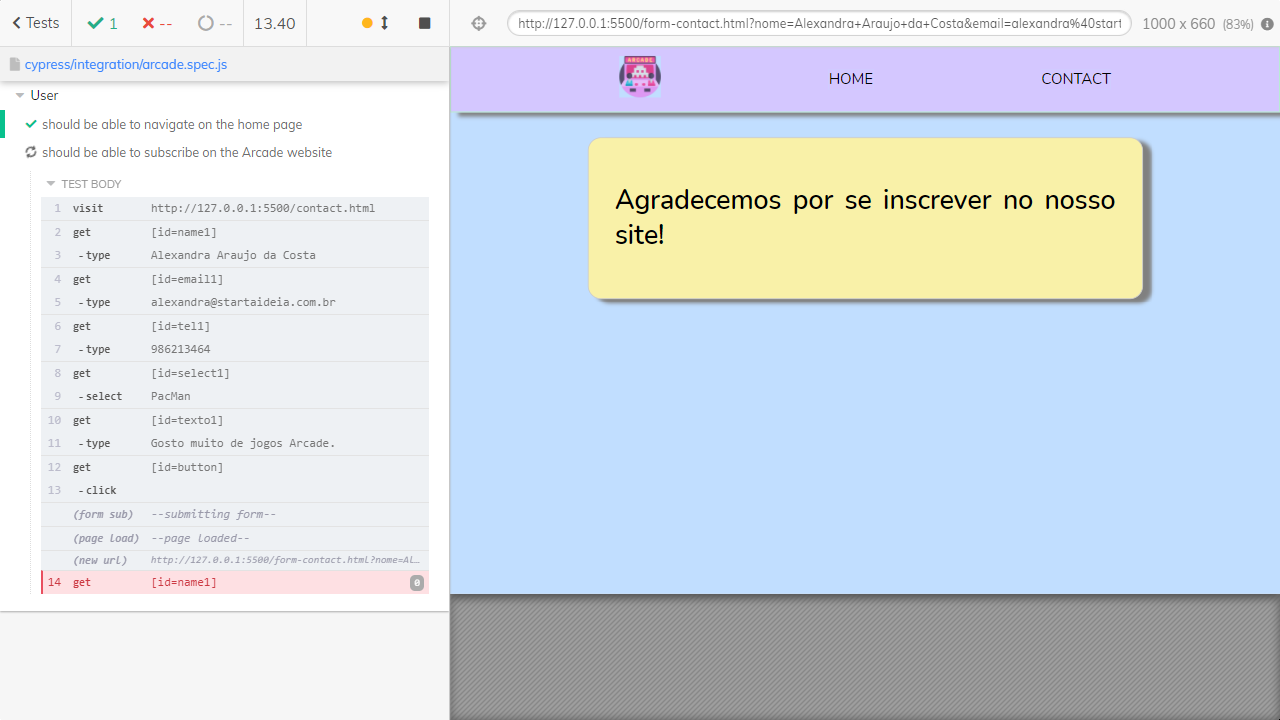 Tests 1 -- -- 13.40
http://127.0.0.1:5500/form-contact.html?nome=Alexandra+Araujo+da+Costa&email=alexandra%40start 1000 x 660 (83%)
cypress/integration/arcade.spec.js
User
should be able to navigate on the home page
should be able to subscribe on the Arcade website
TEST BODY
1 visit http://127.0.0.1:5500/contact.html
2 get [id=name1]
3 -type Alexandra Araujo da Costa
4 get [id=email1]
5 -type alexandra@startaideia.com.br
6 get [id=tel1]
7 -type 986213464
8 get [id=select1]
9 -select PacMan
10 get [id=texto1]
11 -type Gosto muito de jogos Arcade.
12 get [id=button]
13 -click
(form sub) --submitting form--
(page load) --page loaded--
(new url) http://127.0.0.1:5500/form-contact.html?nome=Al…
14 get [id=name1] 0
ARCADE
HOME CONTACT
Agradecemos por se inscrever no nosso
site!